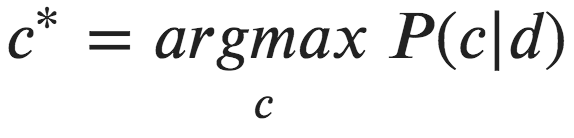 c* = argmax P(c|d)
c